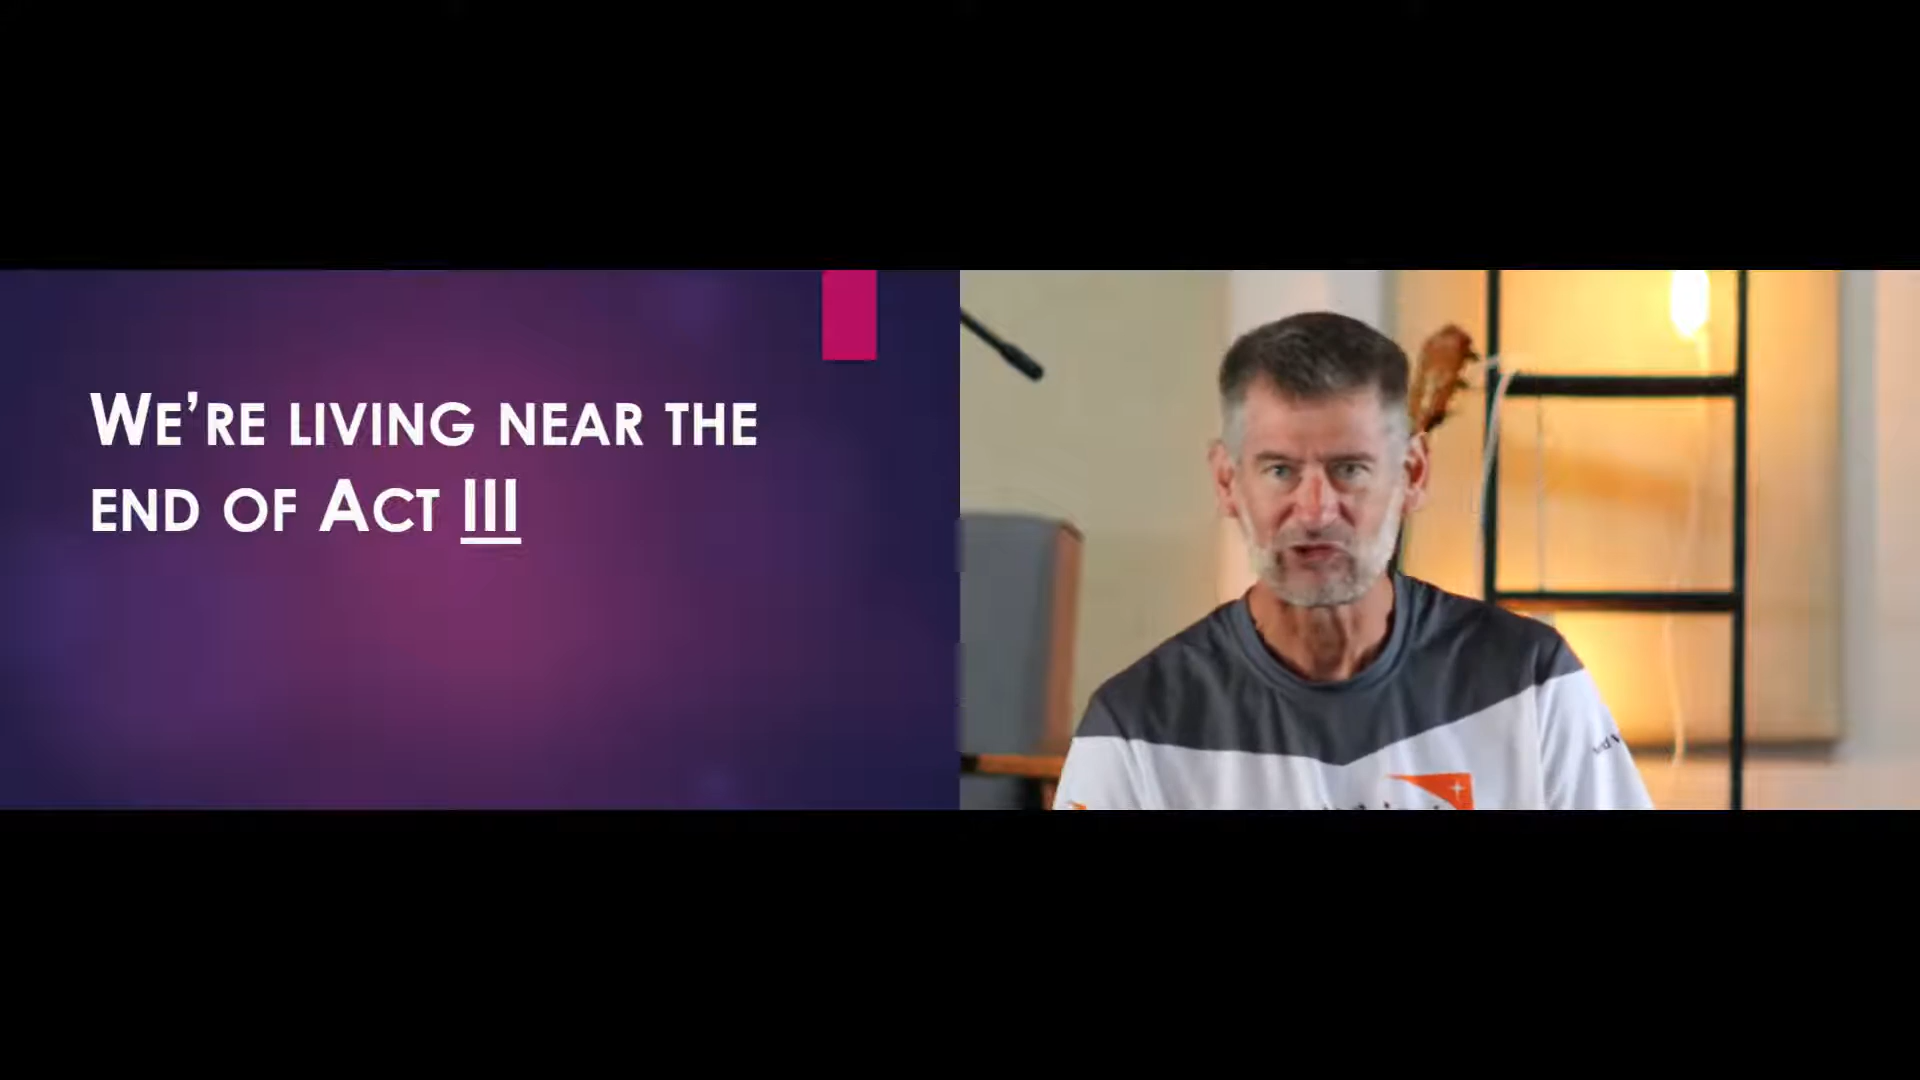 We’re living near the
end of Act III